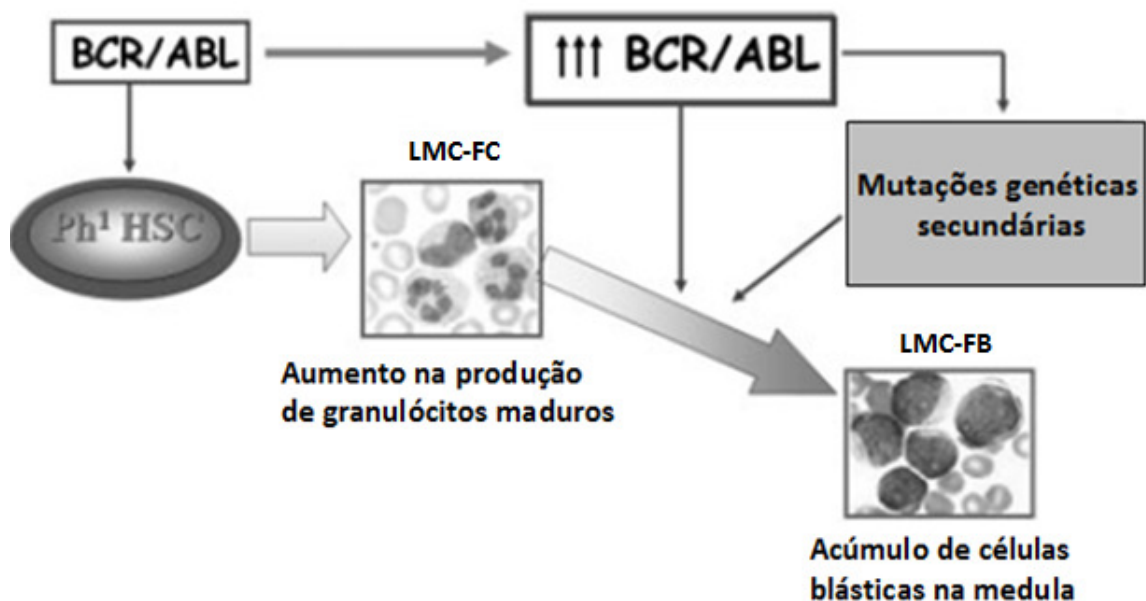 BCR/ABL
↑↑↑ BCR/ABL
LMC-FC
Mutações genéticas
secundárias
Ph¹ HSC
LMC-FB
Aumento na produção
de granulócitos maduros
Acúmulo de células
blásticas na medula